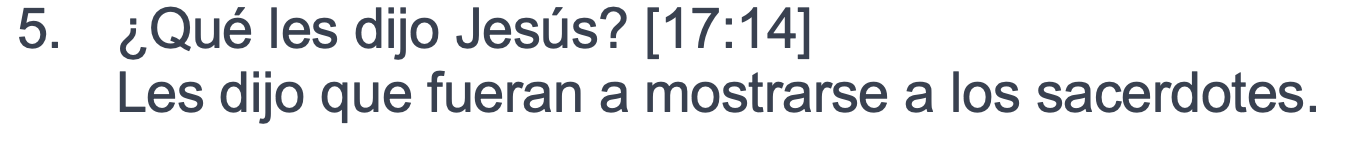 5. ¿Qué les dijo Jesús? [17:14]
Les dijo que fueran a mostrarse a los sacerdotes.